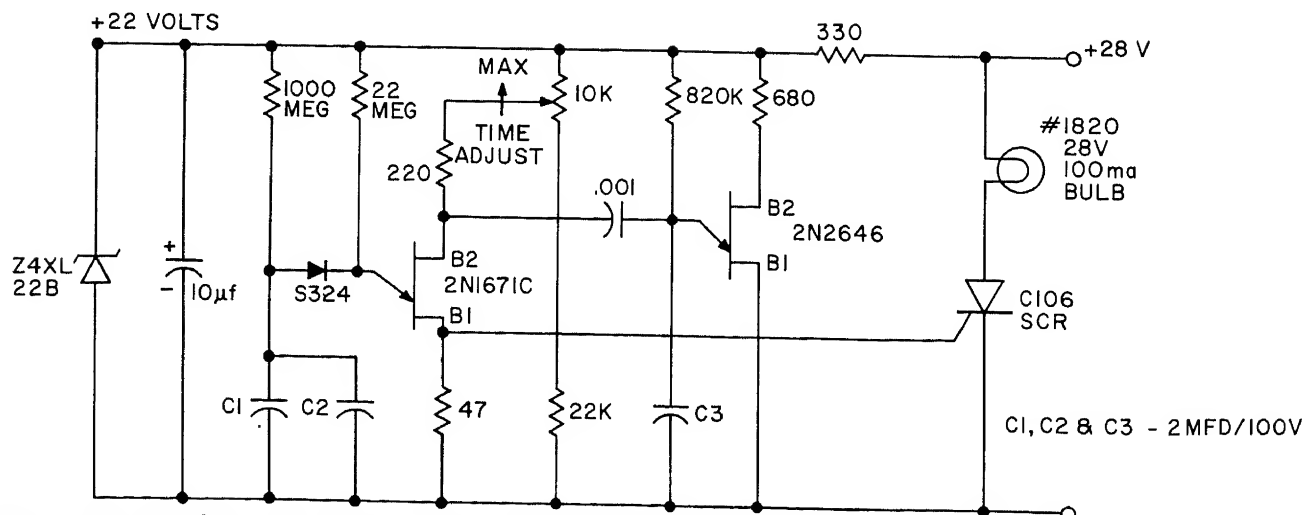 +22 VOLTS
330
+28 V
1000
MEG
22
MEG
MAX
TIME
ADJUST
10K
820K
680
#1820
28V
100ma
BULB
220
.001
B2
2N2646
B1
Z4XL
22B
+
-
10µf
S324
B2
2N1671C
B1
C106
SCR
C1
C2
47
22K
C3
C1, C2 & C3 - 2MFD/100V